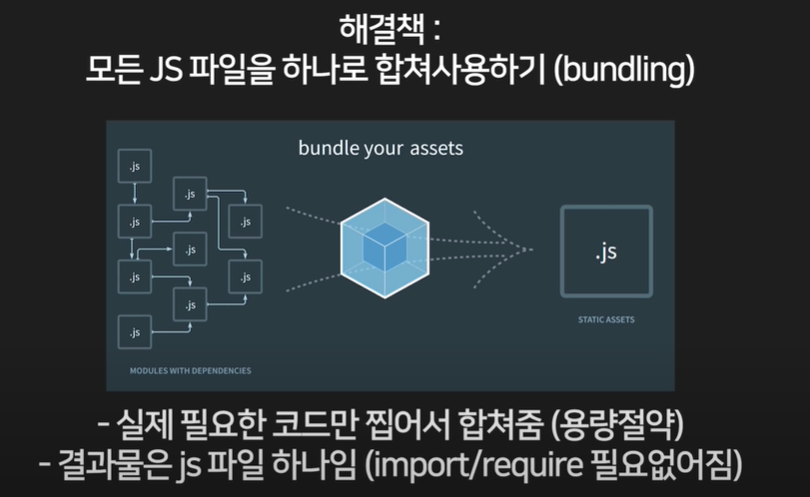 해결책 :
모든 JS 파일을 하나로 합쳐사용하기 (bundling)
bundle your assets
.js
.js
.js
.js
.js
.js
.js
.js
.js
.js
STATIC ASSETS
MODULES WITH DEPENDENCIES
- 실제 필요한 코드만 찝어서 합쳐줌 (용량절약)
- 결과물은 js 파일 하나임 (import/require 필요없어짐)